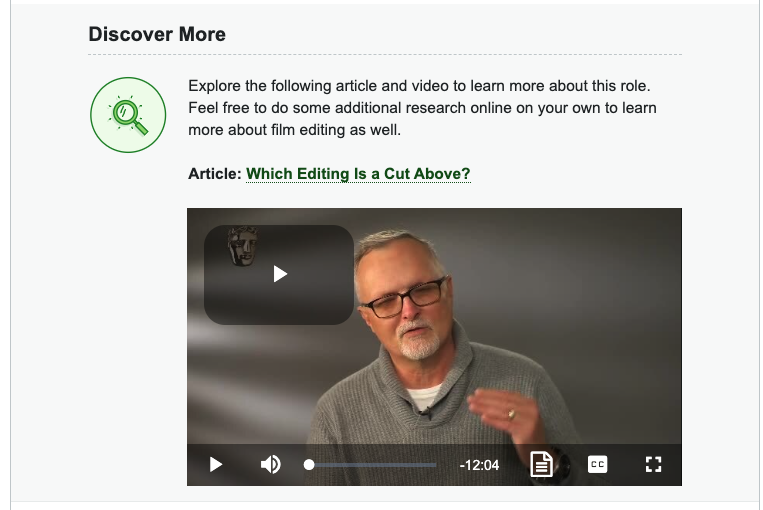 Discover More
Explore the following article and video to learn more about this role.
Feel free to do some additional research online on your own to learn
more about film editing as well.
Article: Which Editing Is a Cut Above?
-12:04
CC